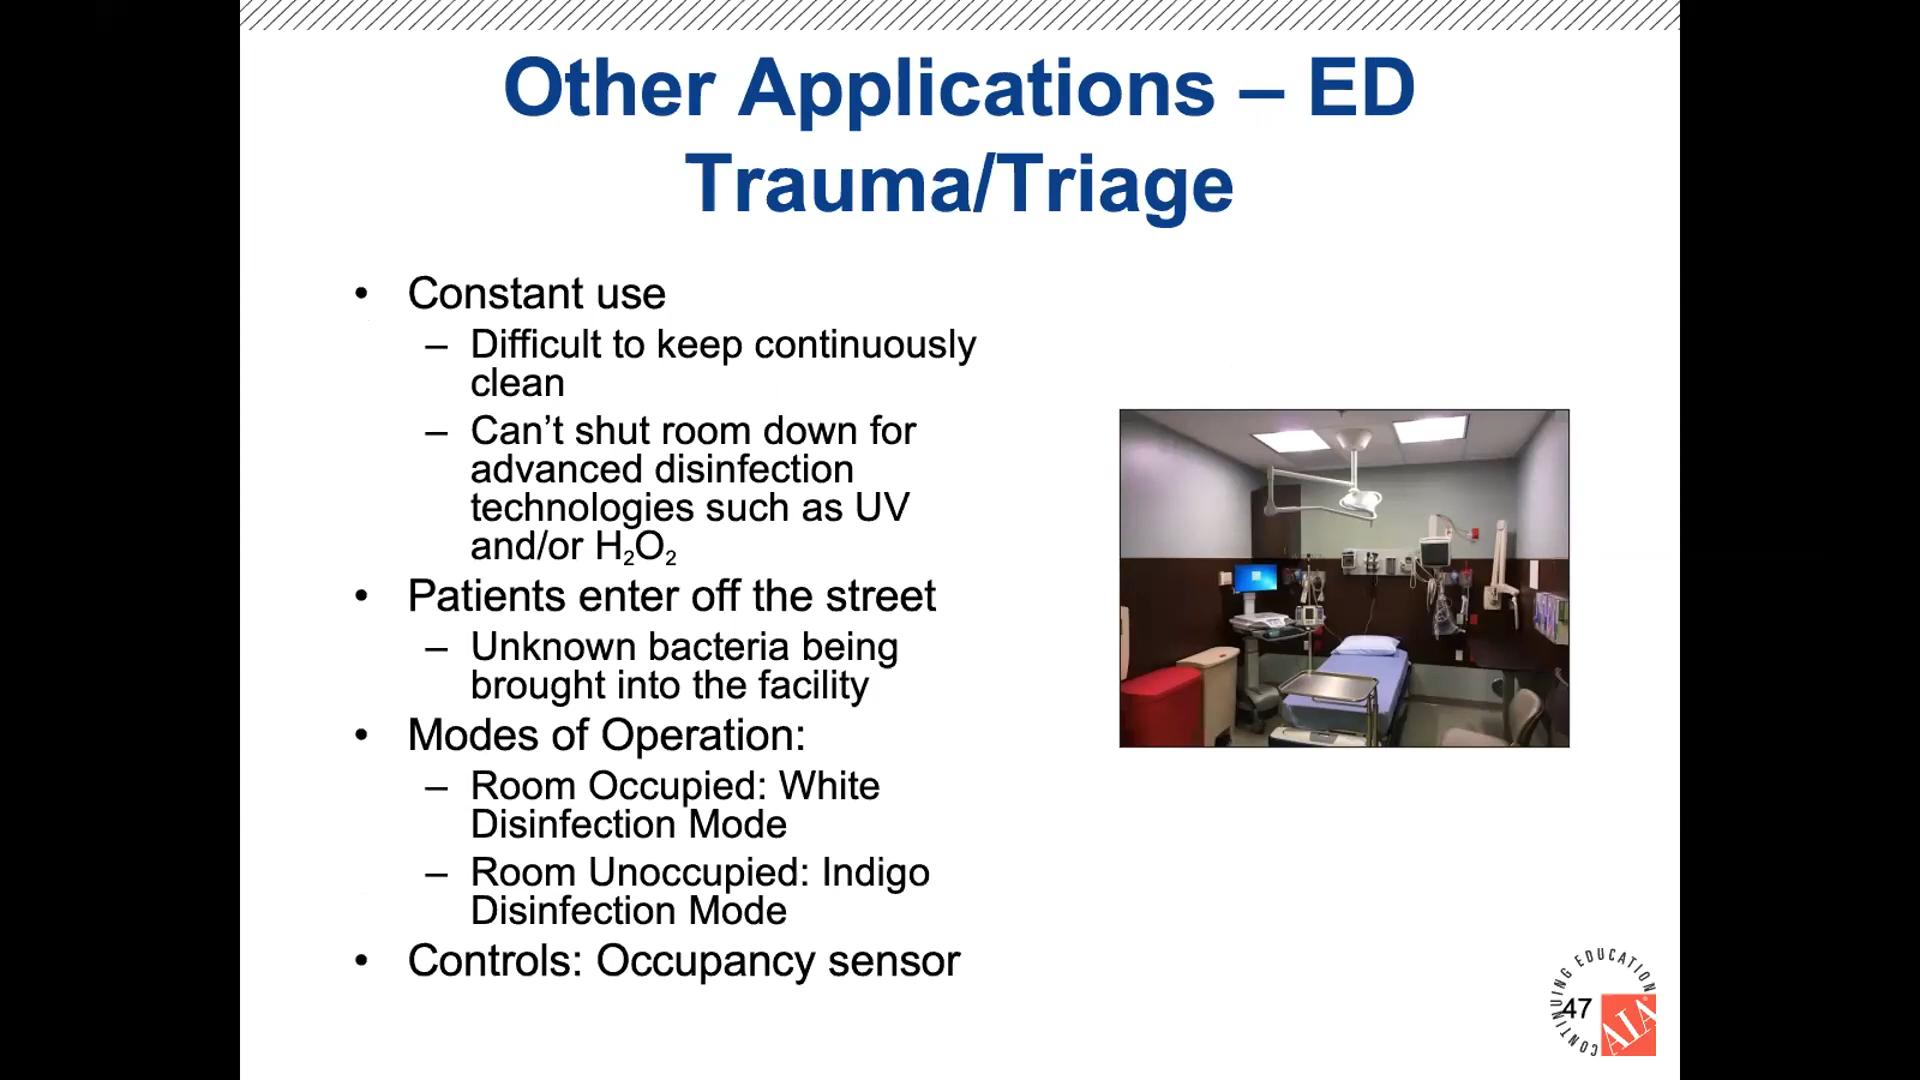 Other Applications – ED
Trauma/Triage
• Constant use
– Difficult to keep continuously
clean
– Can’t shut room down for
advanced disinfection
technologies such as UV
and/or H₂O₂
• Patients enter off the street
– Unknown bacteria being
brought into the facility
• Modes of Operation:
– Room Occupied: White
Disinfection Mode
– Room Unoccupied: Indigo
Disinfection Mode
• Controls: Occupancy sensor
CONTINUING EDUCATION
47
AIA